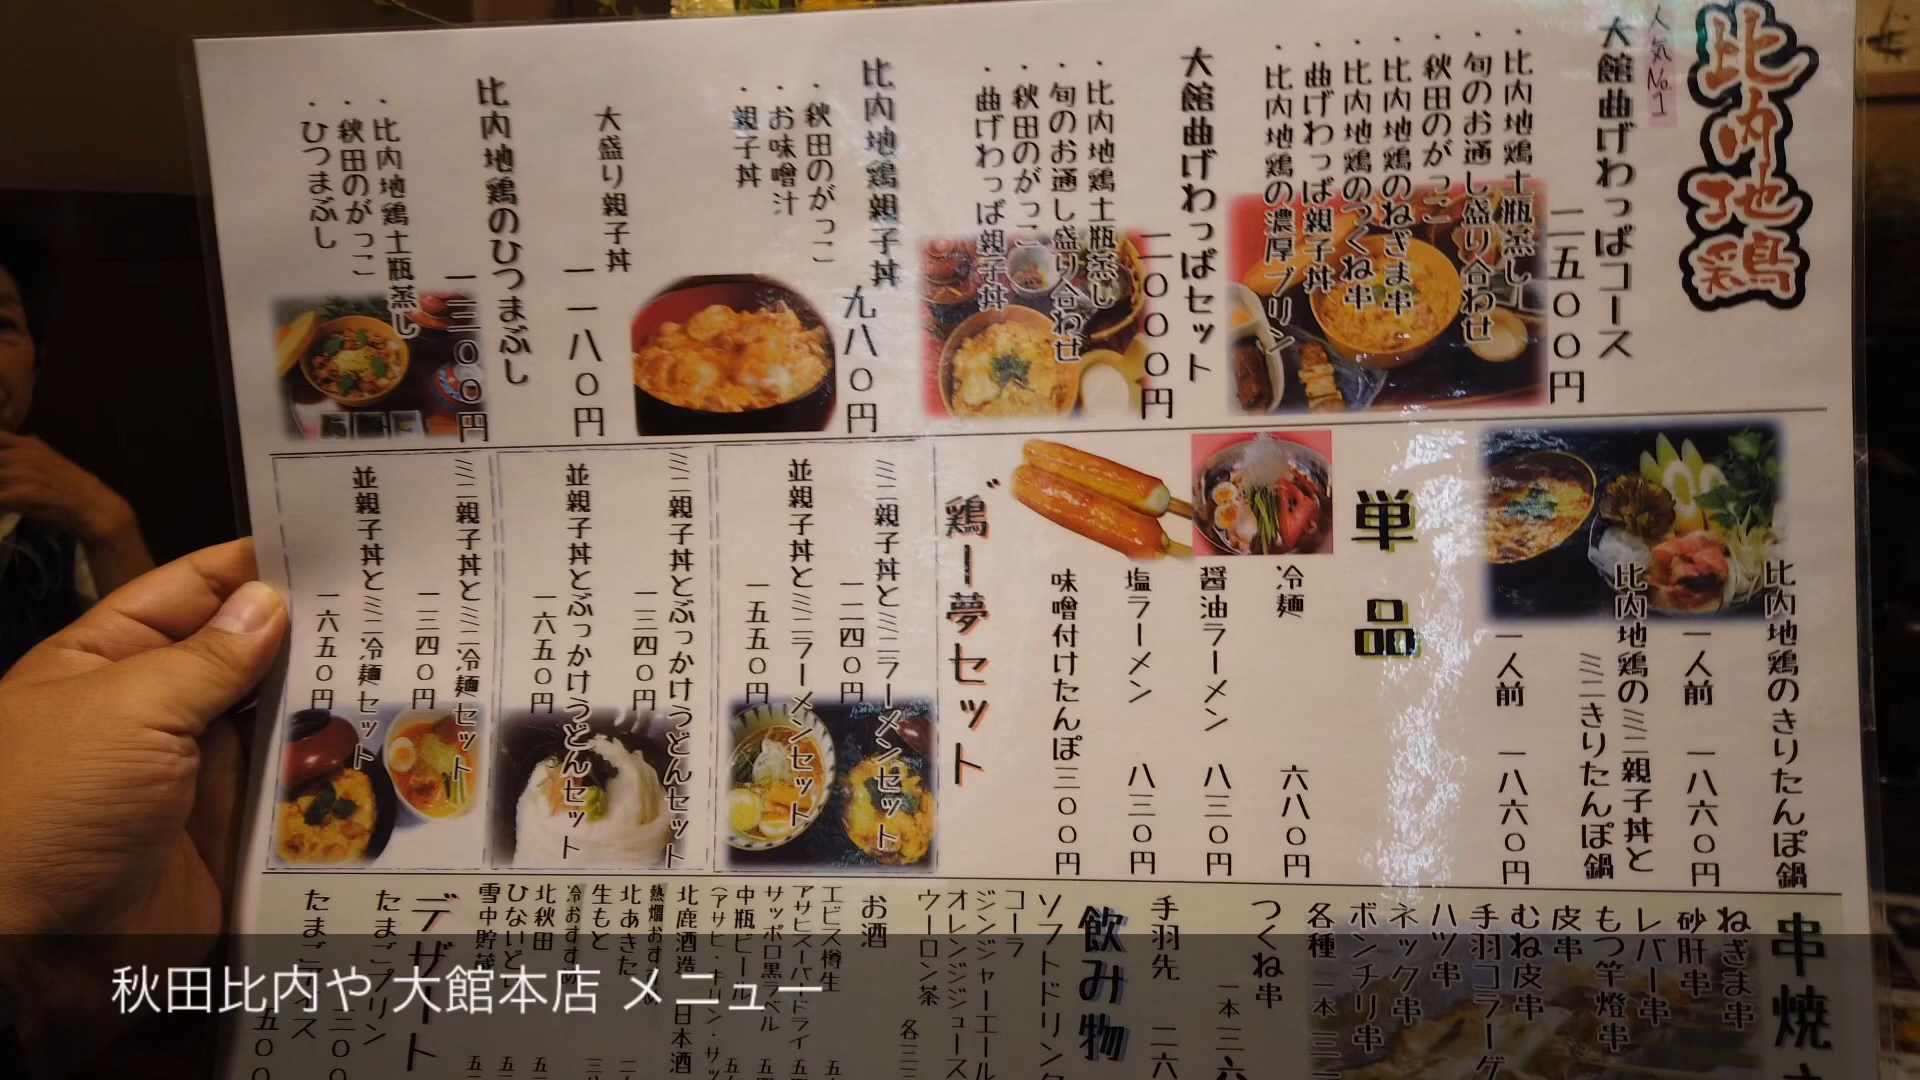 比内地鶏
人気No.1
大館曲げわっぱコース
二五〇〇円
・比内地鶏土瓶蒸し
・旬のお通し盛り合わせ
・秋田のがっこ
・比内地鶏のねぎま串
・比内地鶏のつくね串
・曲げわっぱ親子丼
・比内地鶏の濃厚プリン
大館曲げわっぱセット
二〇〇〇円
・比内地鶏土瓶蒸し
・旬のお通し盛り合わせ
・秋田のがっこ
・曲げわっぱ親子丼
比内地鶏親子丼
九八〇円
・秋田のがっこ
・お味噌汁
・親子丼
大盛り親子丼
一一八〇円
比内地鶏のひつまぶし
・比内地鶏土瓶蒸し
・秋田のがっこ
・ひつまぶし
比内地鶏のきりたんぽ鍋
一人前 一八六〇円
比内地鶏のミニ親子丼と
ミニきりたんぽ鍋
一人前 一八六〇円
単品
冷麺 六八〇円
醤油ラーメン 八三〇円
塩ラーメン 八三〇円
味噌付けたんぽ三〇〇円
鶏ー夢セット
ミニ親子丼とミニラーメンセット
一二四〇円
並親子丼とミニラーメンセット
一五五〇円
ミニ親子丼とぶっかけうどんセット
一三四〇円
並親子丼とぶっかけうどんセット
一六五〇円
ミニ親子丼とミニ冷麺セット
一三四〇円
並親子丼とミニ冷麺セット
一六五〇円
串焼
ねぎま串
砂肝串
レバー串
もつ竿燈串
皮串
むね皮串
手羽コラーゲ
ハツ串
ネック串
ボンチリ串
各種 一本
つくね串 一本
手羽先
飲み物
ソフトドリンク
コーラ
ジンジャーエール
オレンジジュース
ウーロン茶
お酒
エビス樽生
アサヒスーパードライ
サッポロ黒ラベル
中瓶ビール
(アサヒ・キリン・サッ
北鹿酒造 日本酒
北あきた
生もと
北秋田
雪中貯蔵
デザート
たまごプリン
たまごアイス
秋田比内や 大館本店 メニュー